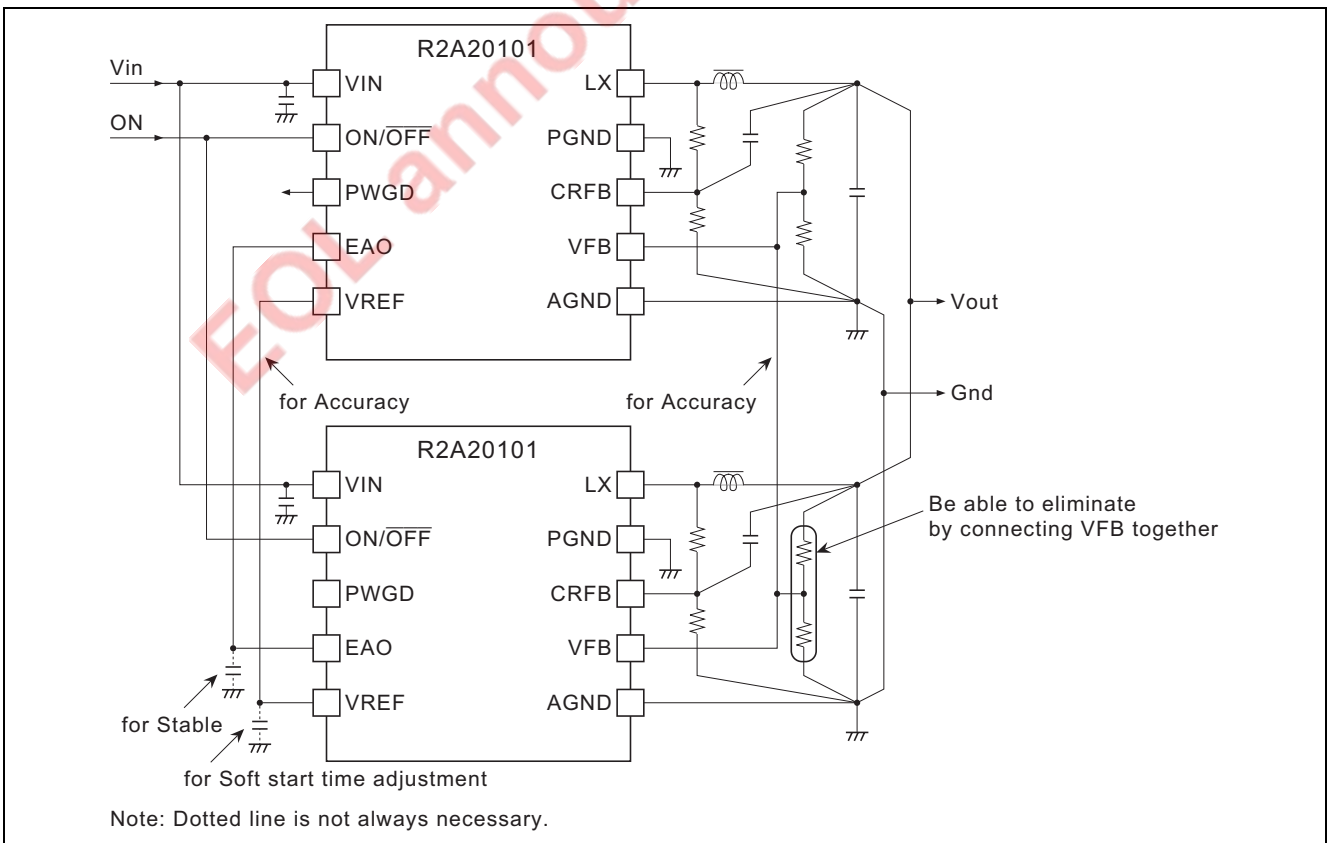 EOL annou
R2A20101
Vin
VIN
LX
ON
ON/OFF
PGND
PWGD
CRFB
EAO
VFB
VREF
AGND
Vout
for Accuracy
for Accuracy
Gnd
R2A20101
VIN
LX
Be able to eliminate
by connecting VFB together
ON/OFF
PGND
PWGD
CRFB
EAO
VFB
VREF
AGND
for Stable
for Soft start time adjustment
Note: Dotted line is not always necessary.